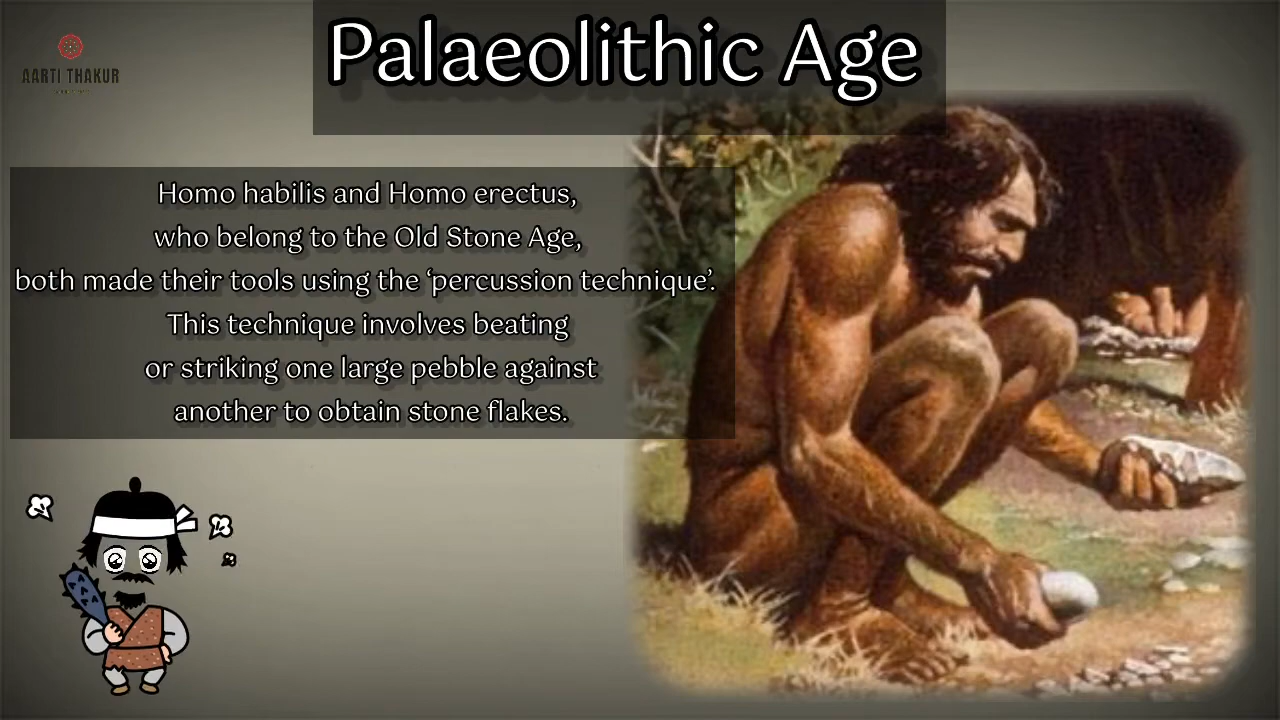 Palaeolithic Age
AARTI THAKUR
Homo habilis and Homo erectus,
who belong to the Old Stone Age,
both made their tools using the ‘percussion technique’.
This technique involves beating
or striking one large pebble against
another to obtain stone flakes.